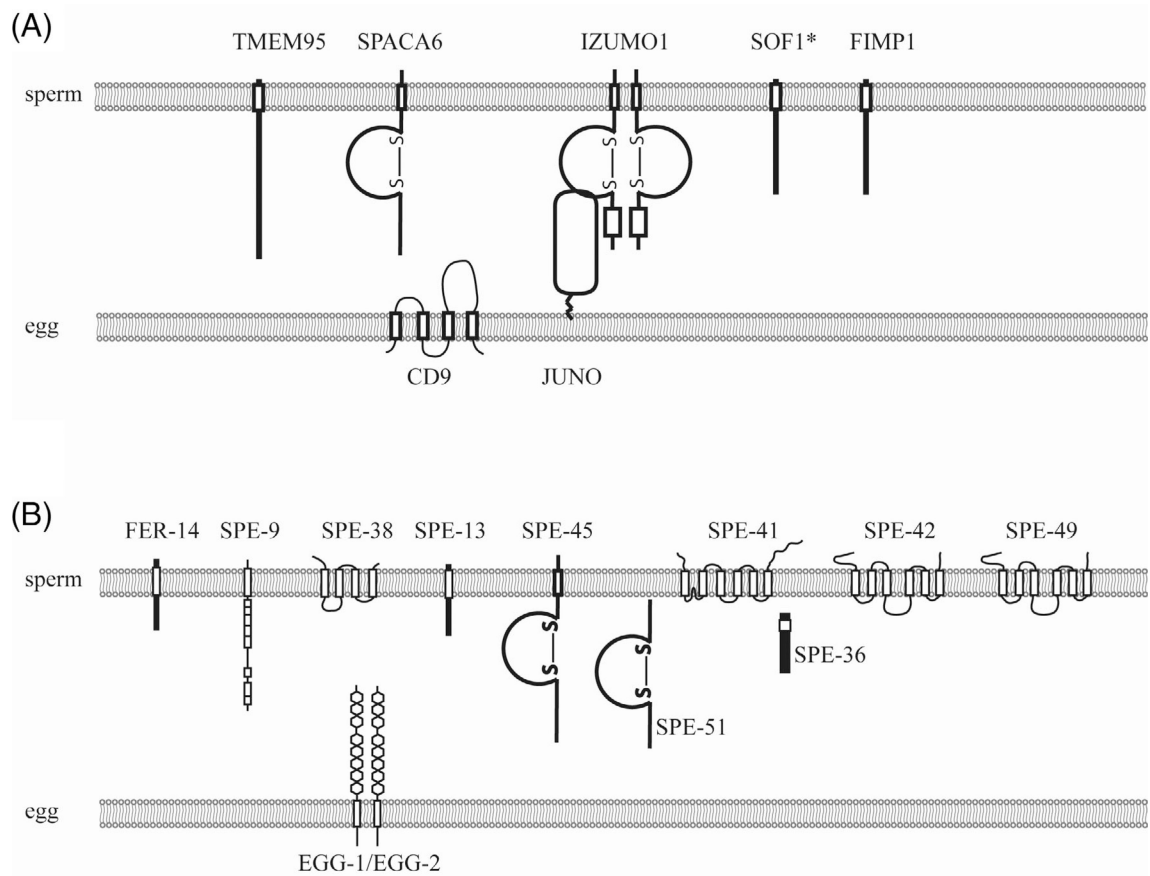 (A)
TMEM95 SPACA6 IZUMO1 SOF1* FIMP1
sperm
S S S
S S S
egg
CD9 JUNO
(B)
FER-14 SPE-9 SPE-38 SPE-13 SPE-45 SPE-41 SPE-42 SPE-49
sperm
S S
S S
SPE-36
SPE-51
egg
EGG-1/EGG-2